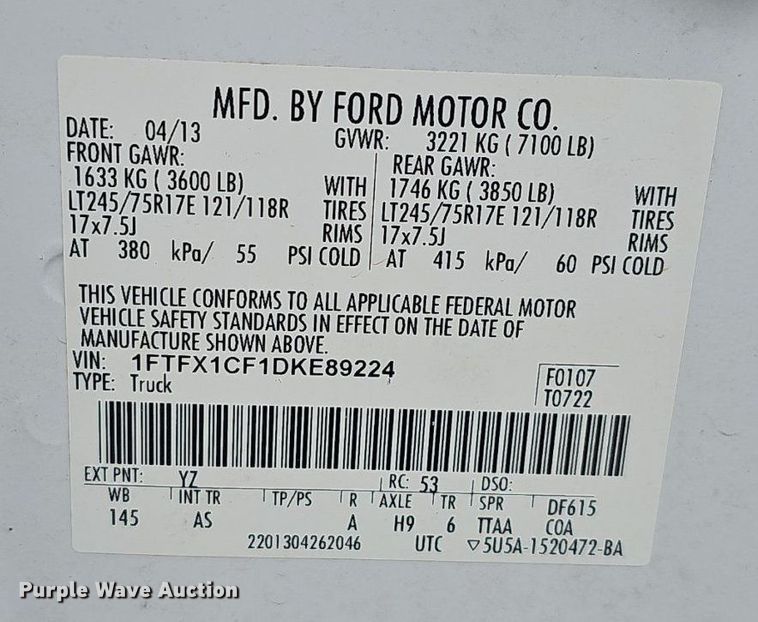 MFD. BY FORD MOTOR CO.
DATE: 04/13 GVWR: 3221 KG ( 7100 LB)
FRONT GAWR: REAR GAWR:
1633 KG ( 3600 LB) WITH 1746 KG ( 3850 LB) WITH
LT245/75R17E 121/118R TIRES LT245/75R17E 121/118R TIRES
17x7.5J RIMS 17x7.5J RIMS
AT 380 kPa/ 55 PSI COLD AT 415 kPa/ 60 PSI COLD
THIS VEHICLE CONFORMS TO ALL APPLICABLE FEDERAL MOTOR
VEHICLE SAFETY STANDARDS IN EFFECT ON THE DATE OF
MANUFACTURE SHOWN ABOVE.
VIN: 1FTFX1CF1DKE89224 F0107
TYPE: Truck T0722
EXT PNT: YZ RC: 53 DSO:
WB INT TR TP/PS R AXLE TR SPR DF615
145 AS A H9 6 TTAA COA
2201304262046 UTC ▽5U5A-1520472-BA
Purple Wave Auction